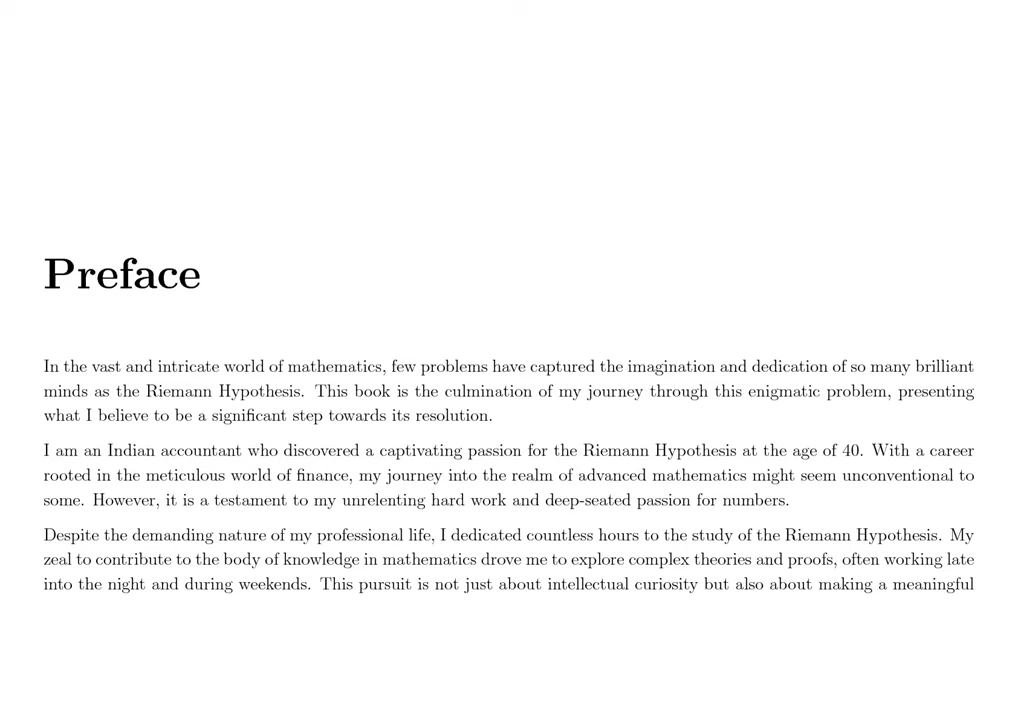 Preface
In the vast and intricate world of mathematics, few problems have captured the imagination and dedication of so many brilliant
minds as the Riemann Hypothesis. This book is the culmination of my journey through this enigmatic problem, presenting
what I believe to be a significant step towards its resolution.
I am an Indian accountant who discovered a captivating passion for the Riemann Hypothesis at the age of 40. With a career
rooted in the meticulous world of finance, my journey into the realm of advanced mathematics might seem unconventional to
some. However, it is a testament to my unrelenting hard work and deep-seated passion for numbers.
Despite the demanding nature of my professional life, I dedicated countless hours to the study of the Riemann Hypothesis. My
zeal to contribute to the body of knowledge in mathematics drove me to explore complex theories and proofs, often working late
into the night and during weekends. This pursuit is not just about intellectual curiosity but also about making a meaningful